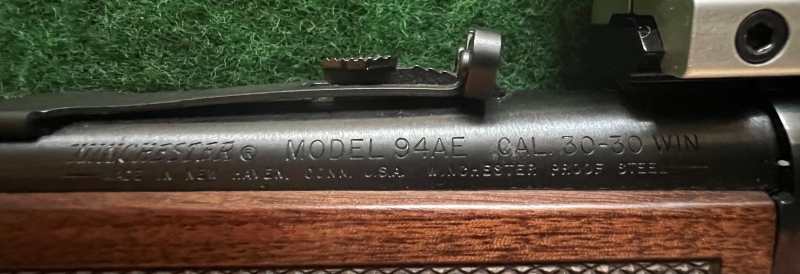 WINCHESTER® MODEL 94AE CAL. 30-30 WIN
MADE IN NEW HAVEN, CONN. U.S.A. WINCHESTER PROOF STEEL